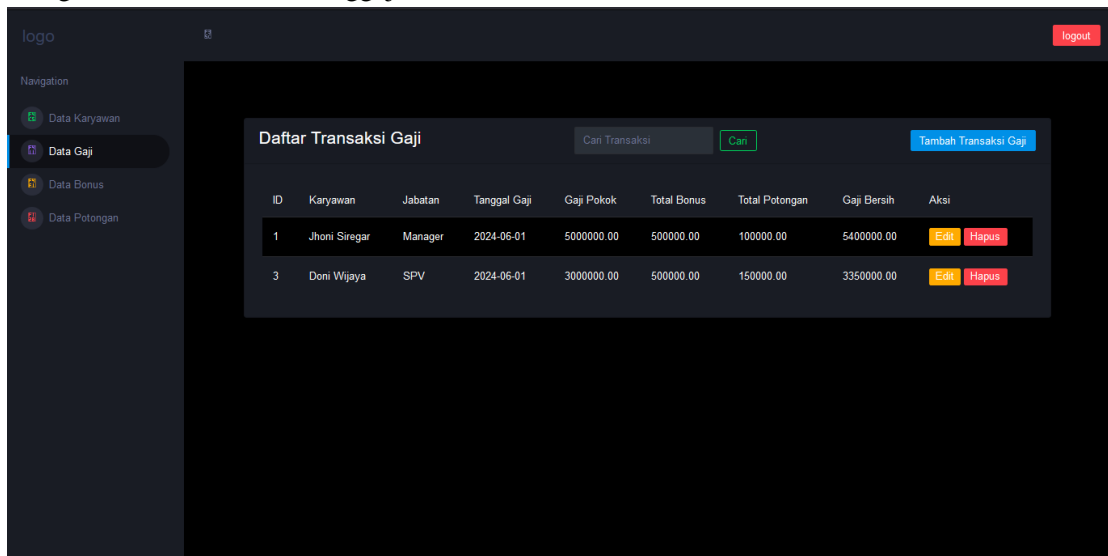 logo
logout
Navigation
Data Karyawan
Data Gaji
Data Bonus
Data Potongan
Daftar Transaksi Gaji
Cari Transaksi
Cari
Tambah Transaksi Gaji
ID Karyawan Jabatan Tanggal Gaji Gaji Pokok Total Bonus Total Potongan Gaji Bersih Aksi
1 Jhoni Siregar Manager 2024-06-01 5000000.00 500000.00 100000.00 5400000.00 Edit Hapus
3 Doni Wijaya SPV 2024-06-01 3000000.00 500000.00 150000.00 3350000.00 Edit Hapus